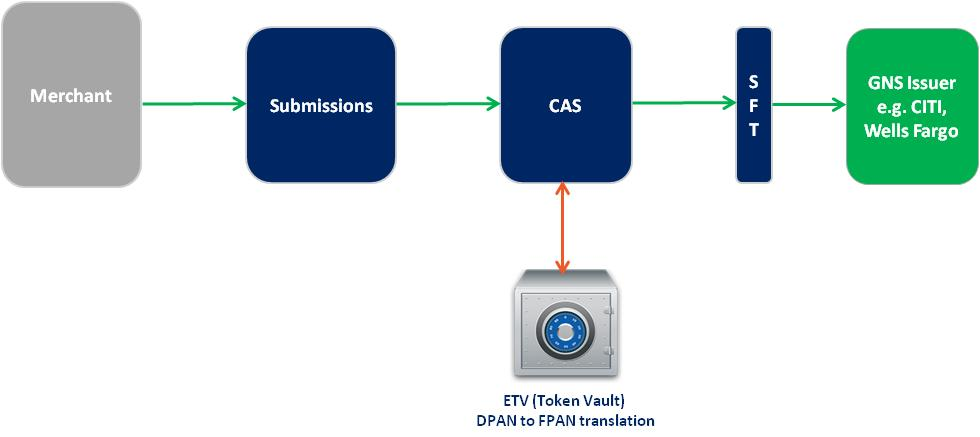 Merchant
Submissions
CAS
S
F
T
GNS Issuer
e.g. CITI,
Wells Fargo
ETV (Token Vault)
DPAN to FPAN translation